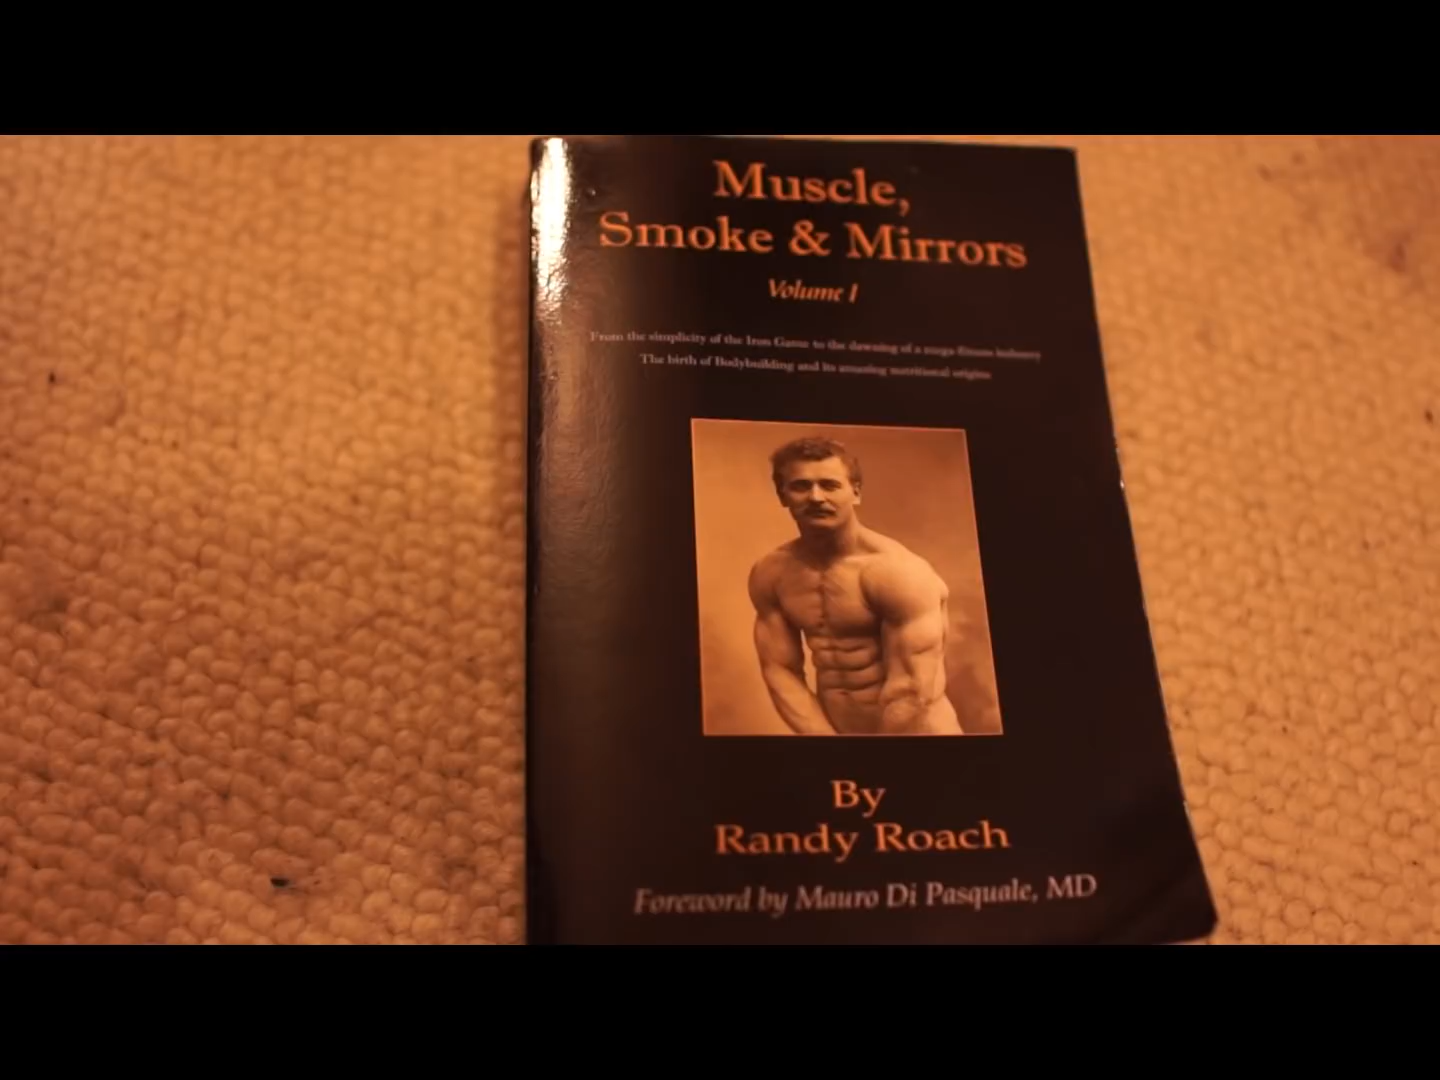 Muscle,
Smoke & Mirrors
Volume I
From the simplicity of the Iron Game to the dawning of a mega fitness industry
The birth of Bodybuilding and its amazing nutritional origins
By
Randy Roach
Foreword by Mauro Di Pasquale, MD